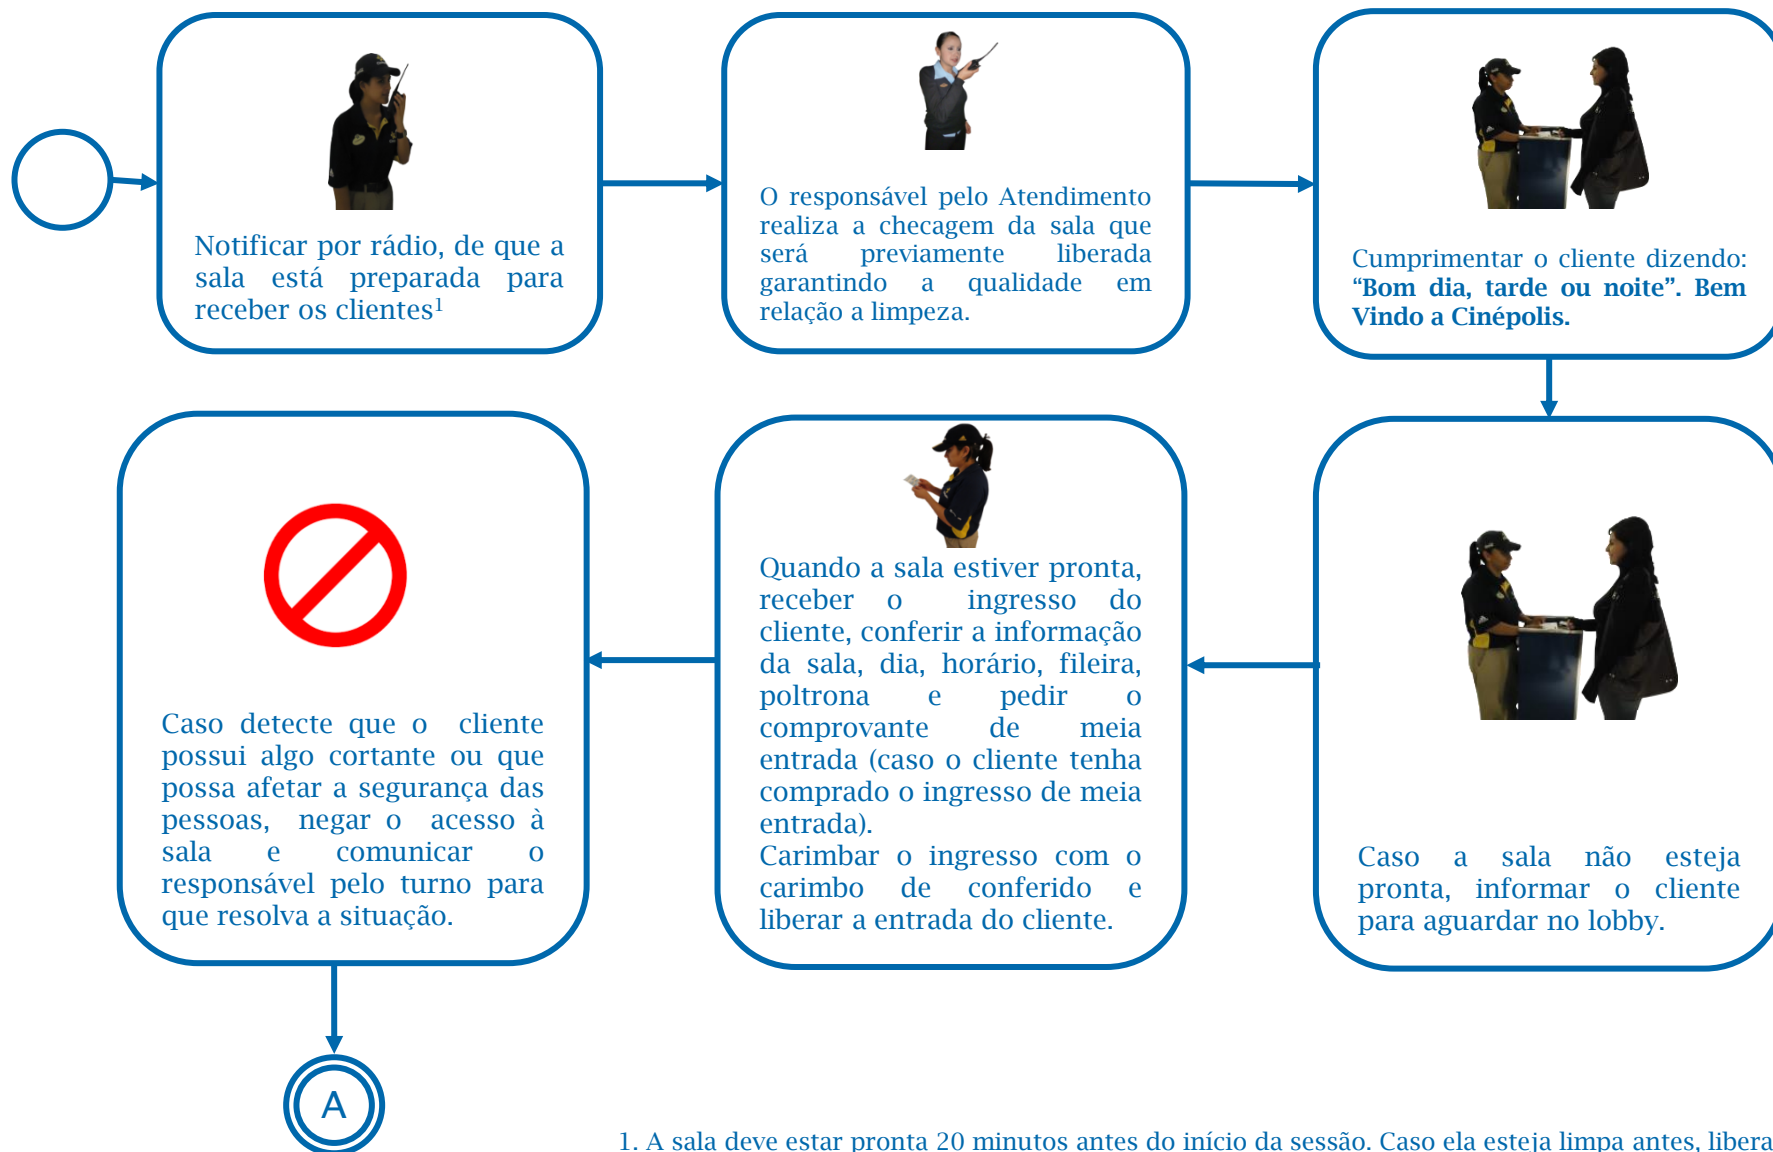 Notificar por rádio, de que a
sala está preparada para
receber os clientes¹
O responsável pelo Atendimento
realiza a checagem da sala que
será previamente liberada
garantindo a qualidade em
relação a limpeza.
Cumprimentar o cliente dizendo:
“Bom dia, tarde ou noite”. Bem
Vindo a Cinépolis.
Caso a sala não esteja
pronta, informar o cliente
para aguardar no lobby.
Quando a sala estiver pronta,
receber o ingresso do
cliente, conferir a informação
da sala, dia, horário, fileira,
poltrona e pedir o
comprovante de meia
entrada (caso o cliente tenha
comprado o ingresso de meia
entrada).
Carimbar o ingresso com o
carimbo de conferido e
liberar a entrada do cliente.
Caso detecte que o cliente
possui algo cortante ou que
possa afetar a segurança das
pessoas, negar o acesso à
sala e comunicar o
responsável pelo turno para
que resolva a situação.
A
1. A sala deve estar pronta 20 minutos antes do início da sessão. Caso ela esteja limpa antes, libera